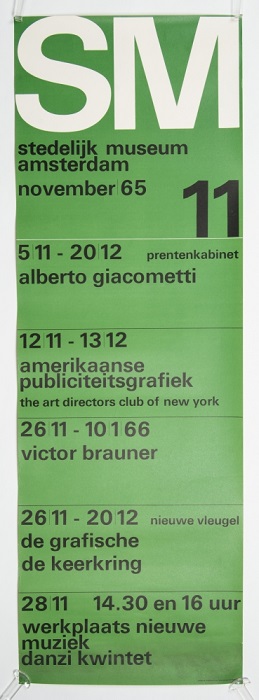 SM
stedelijk museum
amsterdam
november 65
11
5 11 - 20 12 prentenkabinet
alberto giacometti
12 11 - 13 12
amerikaanse
publiciteitsgrafiek
the art directors club of new york
26 11 - 10 1 66
victor brauner
26 11 - 20 12 nieuwe vleugel
de grafische
de keerkring
28 11 14.30 en 16 uur
werkplaats nieuwe
muziek
danzi kwintet